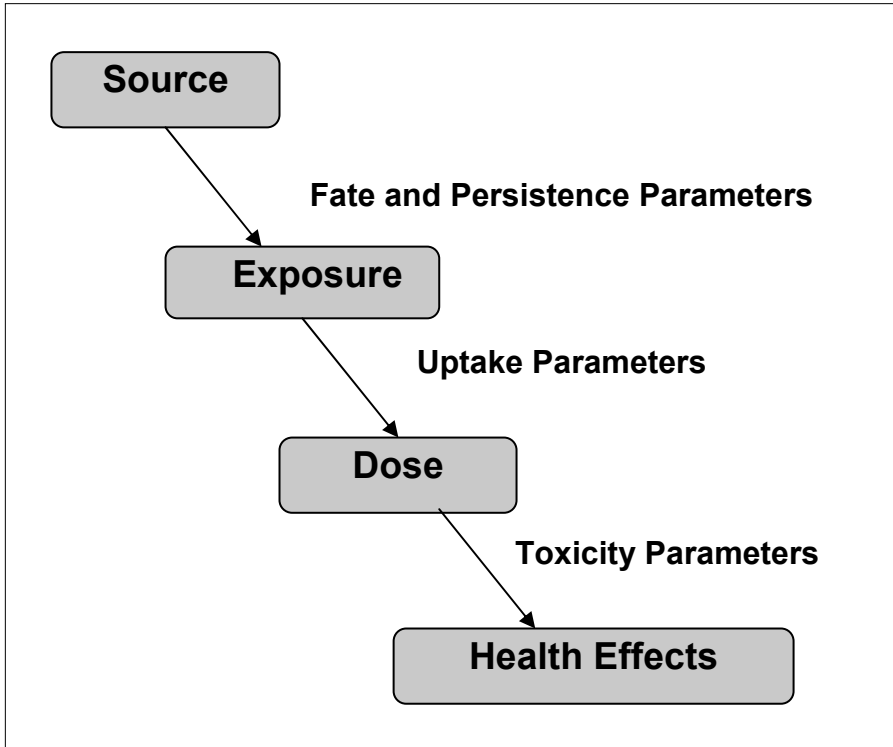 Source
Fate and Persistence Parameters
Exposure
Uptake Parameters
Dose
Toxicity Parameters
Health Effects